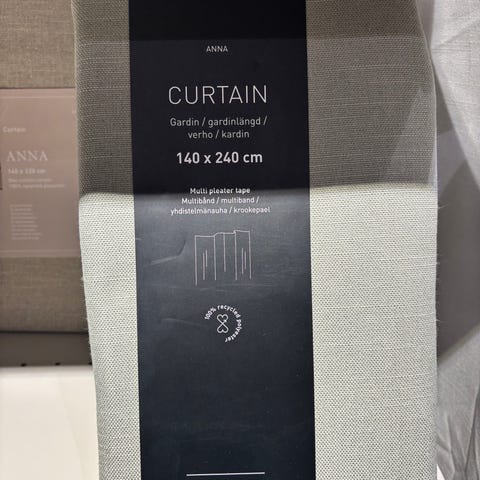 ANNA
CURTAIN
Gardin / gardinlängd /
verho / kardin
140 x 240 cm
Multi pleater tape
Multibånd / multiband /
yhdistelmänauha / krookepael
100% recycled polyester
Curtain
ANNA